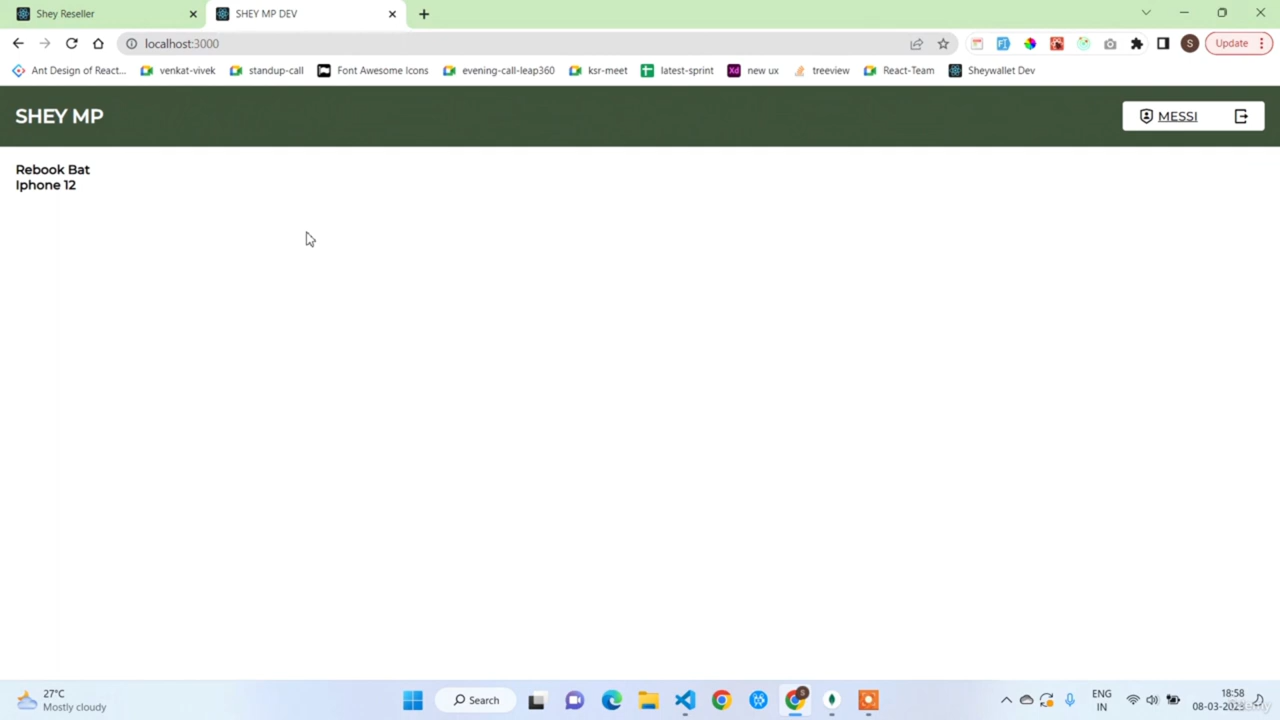 Shey Reseller
SHEY MP DEV
localhost:3000
Update
Ant Design of React...
venkat-vivek
standup-call
Font Awesome Icons
evening-call-leap360
ksr-meet
latest-sprint
Xd
new ux
treeview
React-Team
Sheywallet Dev
SHEY MP
MESSI
Rebook Bat
Iphone 12
27°C
Mostly cloudy
Search
ENG
IN
18:58
08-03-2023